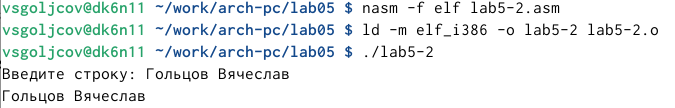 vsgoljcov@dk6n11 ~/work/arch-pc/lab05 $ nasm -f elf lab5-2.asm
vsgoljcov@dk6n11 ~/work/arch-pc/lab05 $ ld -m elf_i386 -o lab5-2 lab5-2.o
vsgoljcov@dk6n11 ~/work/arch-pc/lab05 $ ./lab5-2
Введите строку: Гольцов Вячеслав
Гольцов Вячеслав